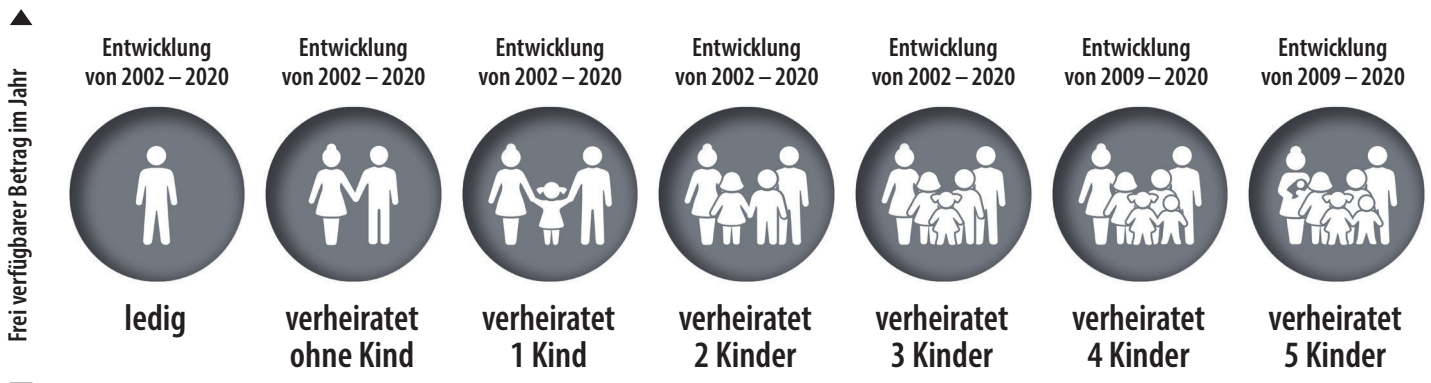 Frei verfügbarer Betrag im Jahr
Entwicklung
von 2002 – 2020
ledig
Entwicklung
von 2002 – 2020
verheiratet
ohne Kind
Entwicklung
von 2002 – 2020
verheiratet
1 Kind
Entwicklung
von 2002 – 2020
verheiratet
2 Kinder
Entwicklung
von 2002 – 2020
verheiratet
3 Kinder
Entwicklung
von 2009 – 2020
verheiratet
4 Kinder
Entwicklung
von 2009 – 2020
verheiratet
5 Kinder